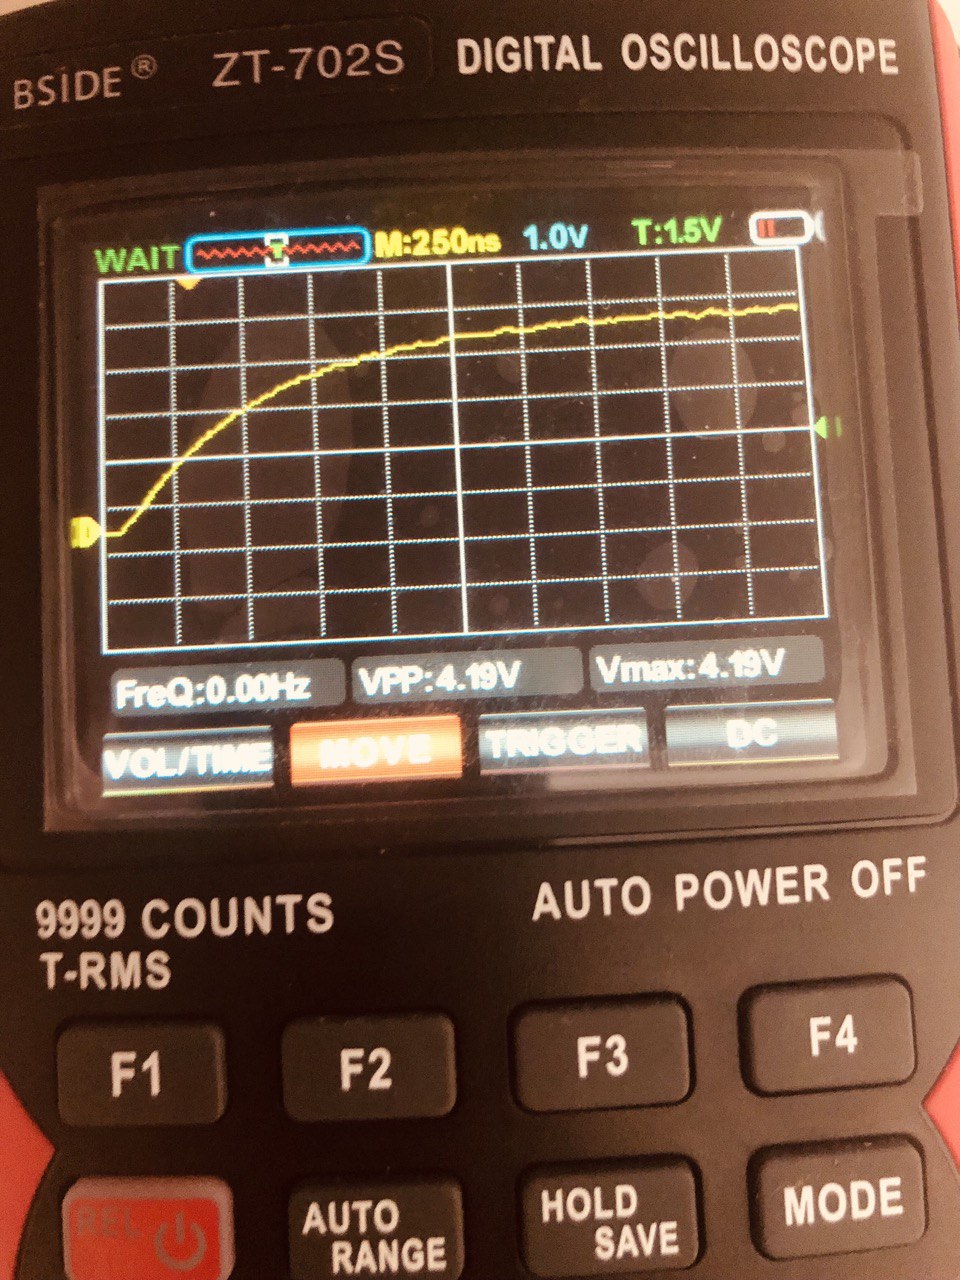 BSIDE® ZT-702S DIGITAL OSCILLOSCOPE
WAIT T M:250ns 1.0V T:1.5V
FreQ:0.00Hz VPP:4.19V Vmax:4.19V
VOL/TIME MOVE TRIGGER DC
9999 COUNTS AUTO POWER OFF
T-RMS
F1 F2 F3 F4
REL AUTO RANGE HOLD SAVE MODE